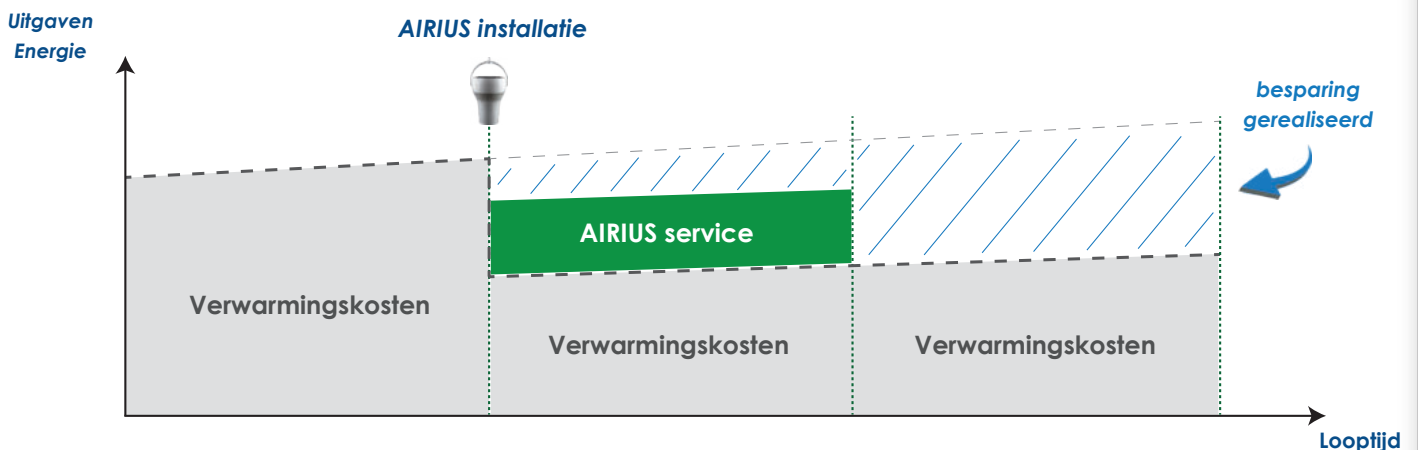 Uitgaven
Energie
AIRIUS installatie
besparing
gerealiseerd
AIRIUS service
Verwarmingskosten
Verwarmingskosten
Verwarmingskosten
Looptijd